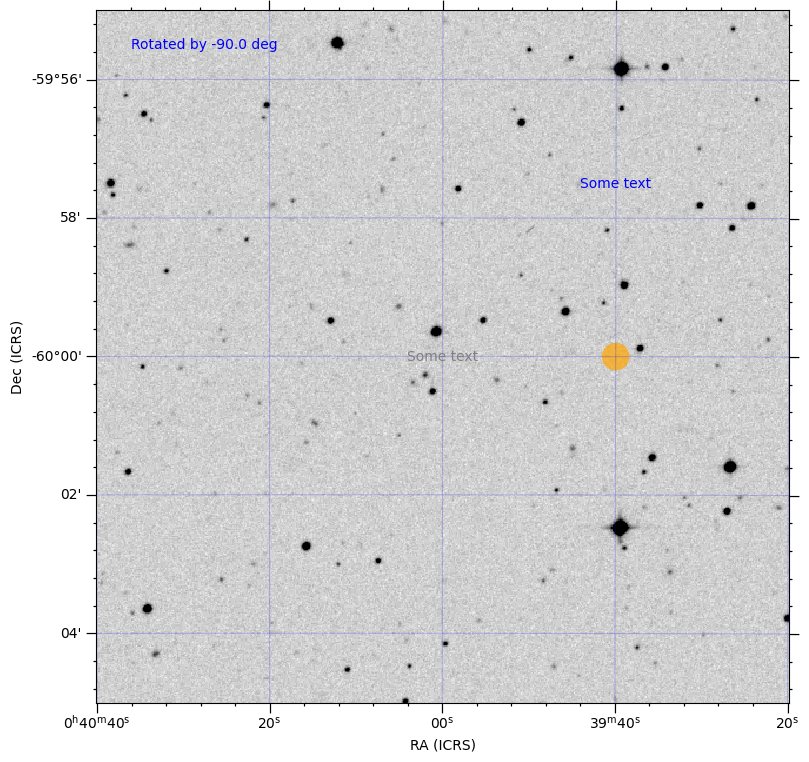 Rotated by -90.0 deg
-59°56'
Some text
58'
Dec (ICRS)
-60°00'
Some text
02'
04'
0ʰ40ᵐ40ˢ 20ˢ 00ˢ 39ᵐ40ˢ 20ˢ
RA (ICRS)